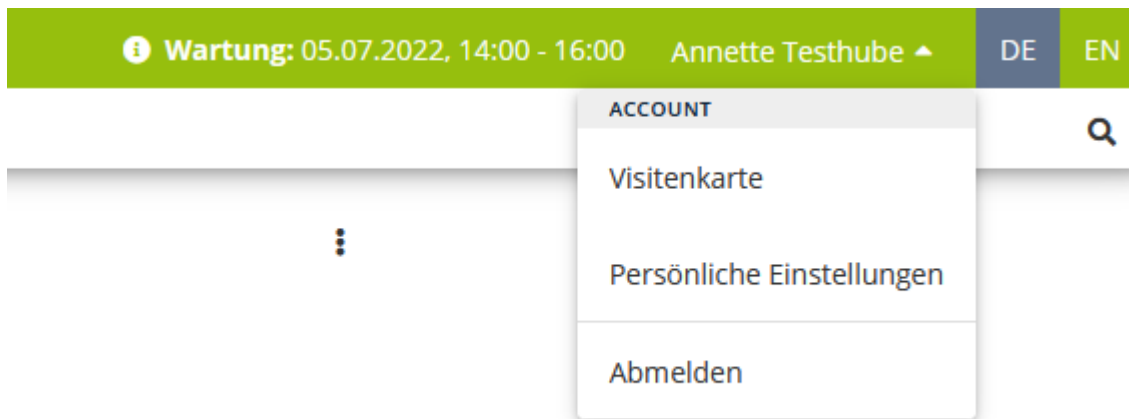 Wartung: 05.07.2022, 14:00 - 16:00 Annette Testhube DE EN
ACCOUNT
Visitenkarte
Persönliche Einstellungen
Abmelden